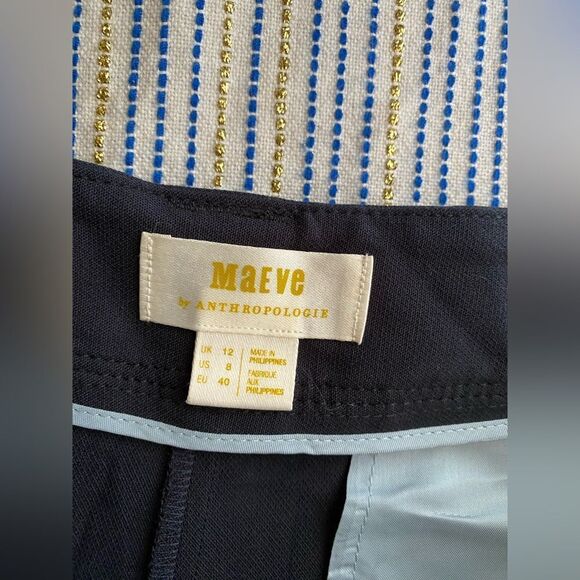 MaEve
by ANTHROPOLOGIE
UK 12
US 8
EU 40
MADE IN
PHILIPPINES
FABRIQUE
AUX
PHILIPPINES